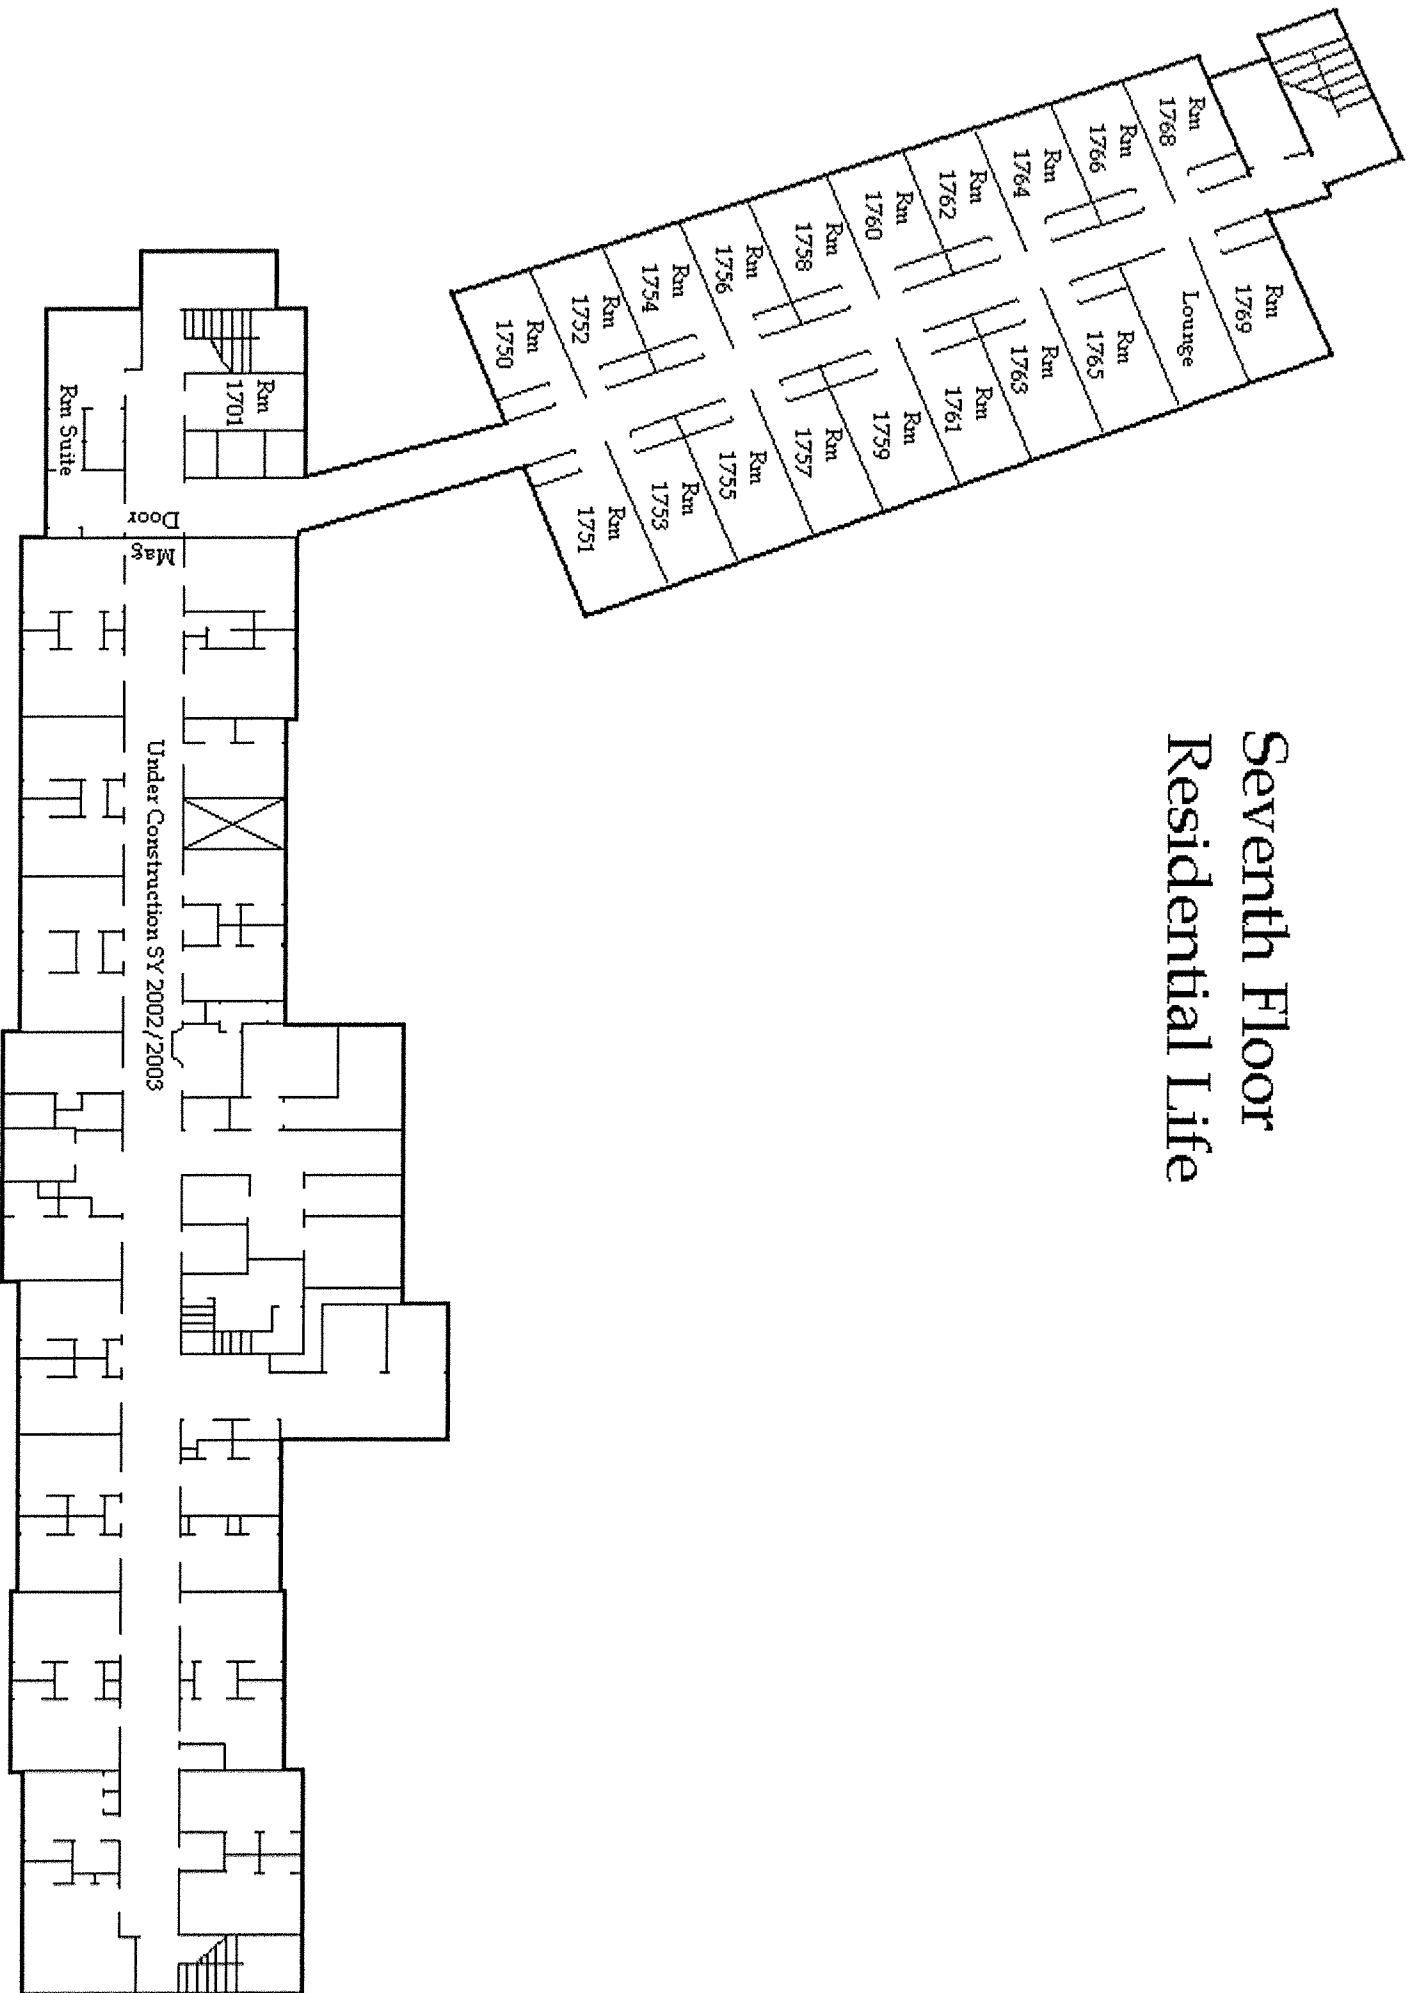 Seventh Floor
Residential Life
Rm
1768
Rm
1766
Rm
1764
Rm
1762
Rm
1760
Rm
1758
Rm
1756
Rm
1754
Rm
1752
Rm
1750
Rm
1769
Lounge
Rm
1765
Rm
1763
Rm
1761
Rm
1759
Rm
1757
Rm
1755
Rm
1753
Rm
1751
Rm
1701
Rm Suite
Mag
Door
Under Construction SY 2002/2003